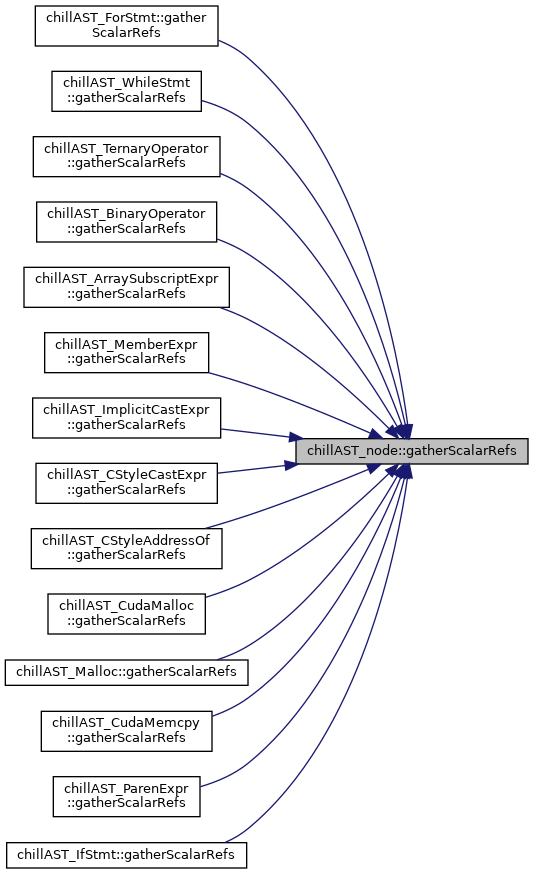 chillAST_ForStmt::gather
ScalarRefs
chillAST_WhileStmt
::gatherScalarRefs
chillAST_TernaryOperator
::gatherScalarRefs
chillAST_BinaryOperator
::gatherScalarRefs
chillAST_ArraySubscriptExpr
::gatherScalarRefs
chillAST_MemberExpr
::gatherScalarRefs
chillAST_ImplicitCastExpr
::gatherScalarRefs
chillAST_node::gatherScalarRefs
chillAST_CStyleCastExpr
::gatherScalarRefs
chillAST_CStyleAddressOf
::gatherScalarRefs
chillAST_CudaMalloc
::gatherScalarRefs
chillAST_Malloc::gatherScalarRefs
chillAST_CudaMemcpy
::gatherScalarRefs
chillAST_ParenExpr
::gatherScalarRefs
chillAST_IfStmt::gatherScalarRefs